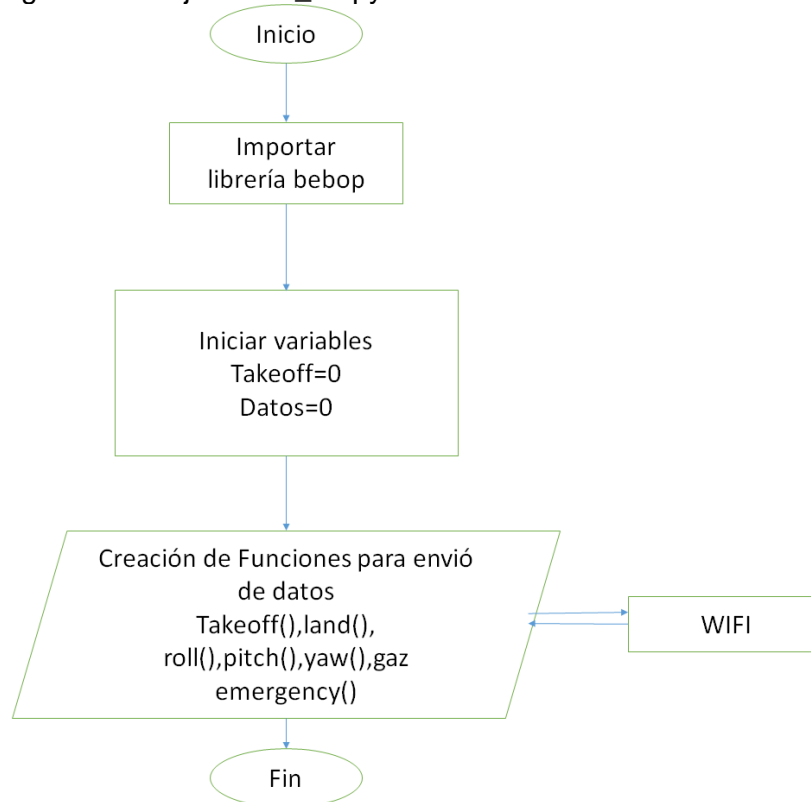 Inicio
Importar
librería bebop
Iniciar variables
Takeoff=0
Datos=0
Creación de Funciones para envió
de datos
Takeoff(),land(),
roll(),pitch(),yaw(),gaz
emergency()
WIFI
Fin